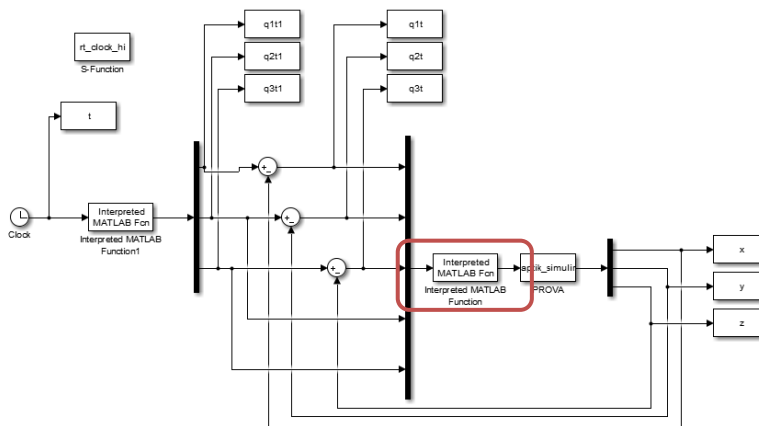 rt_clock_hi
S-Function
q1t1
q2t1
q3t1
q1t
q2t
q3t
t
Clock
Interpreted
MATLAB Fcn
Interpreted MATLAB
Function1
+
-
+
-
+
-
Interpreted
MATLAB Fcn
Interpreted MATLAB
Function
aptik_simulir
PROVA
x
y
z